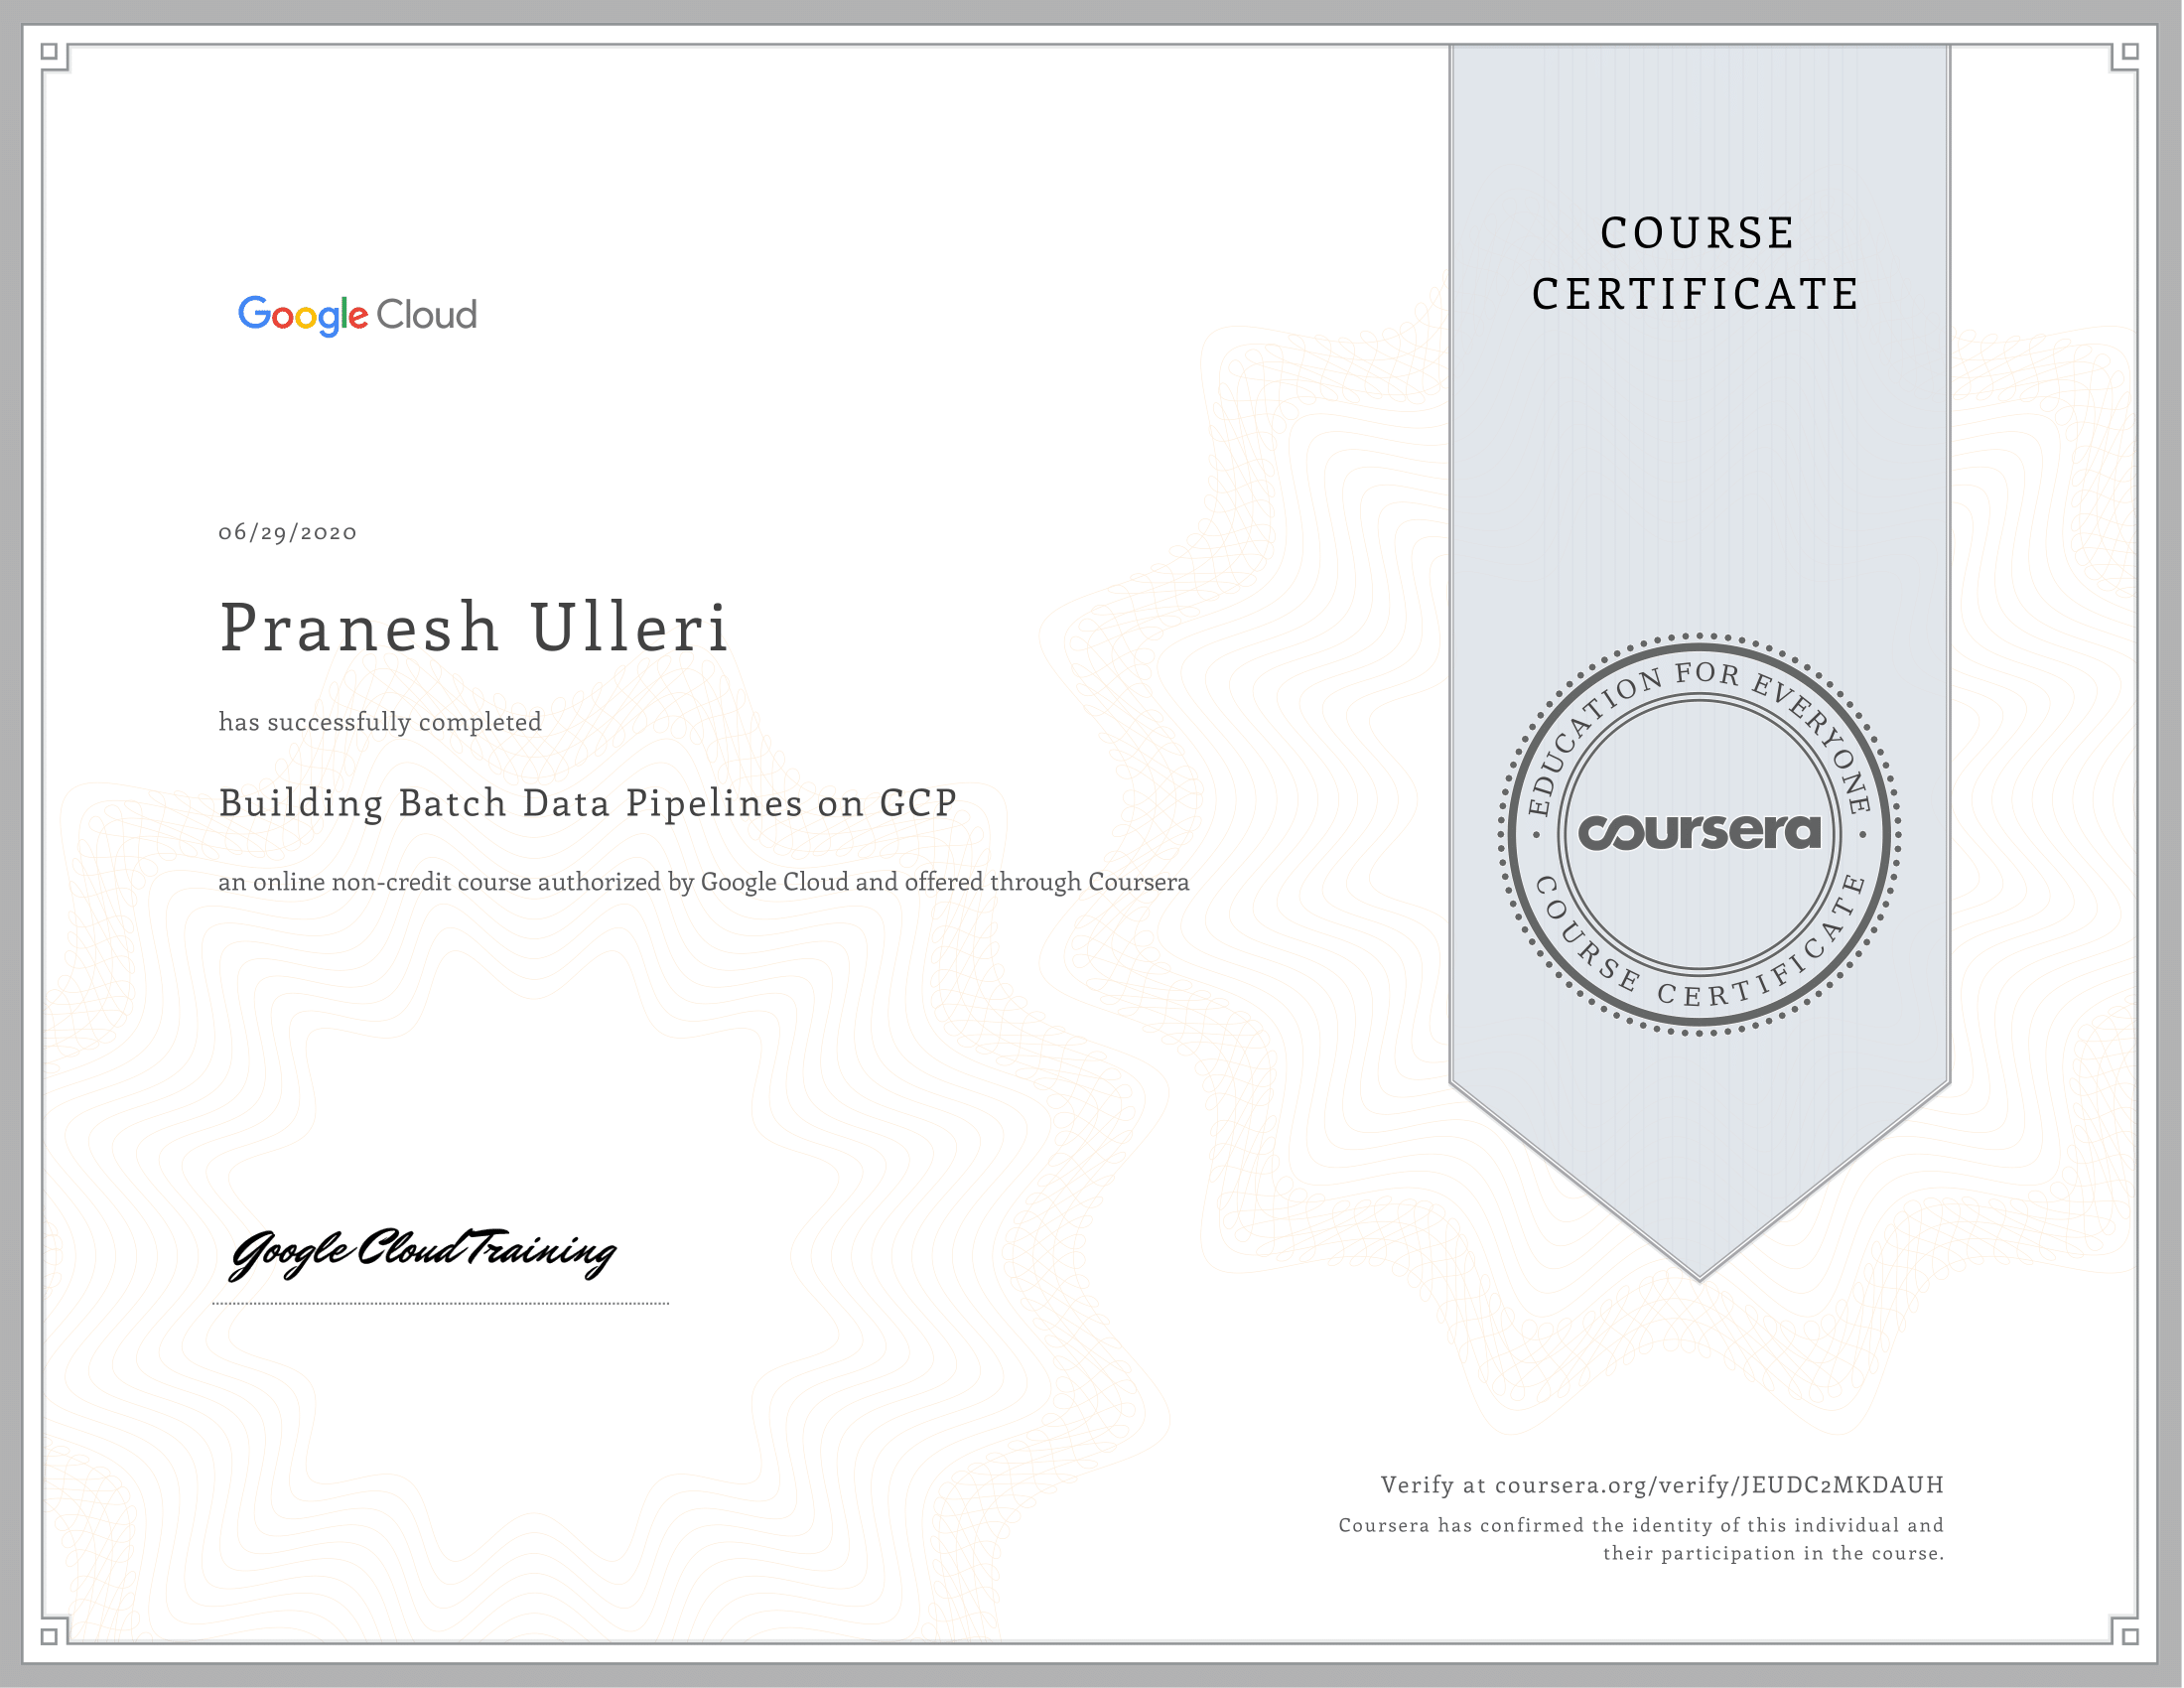 Google Cloud
COURSE
CERTIFICATE
06/29/2020
Pranesh Ulleri
has successfully completed
Building Batch Data Pipelines on GCP
an online non-credit course authorized by Google Cloud and offered through Coursera
EDUCATION FOR EVERYONE
coursera
COURSE CERTIFICATE
Google Cloud Training
Verify at coursera.org/verify/JEUDC2MKDAUH
Coursera has confirmed the identity of this individual and
their participation in the course.